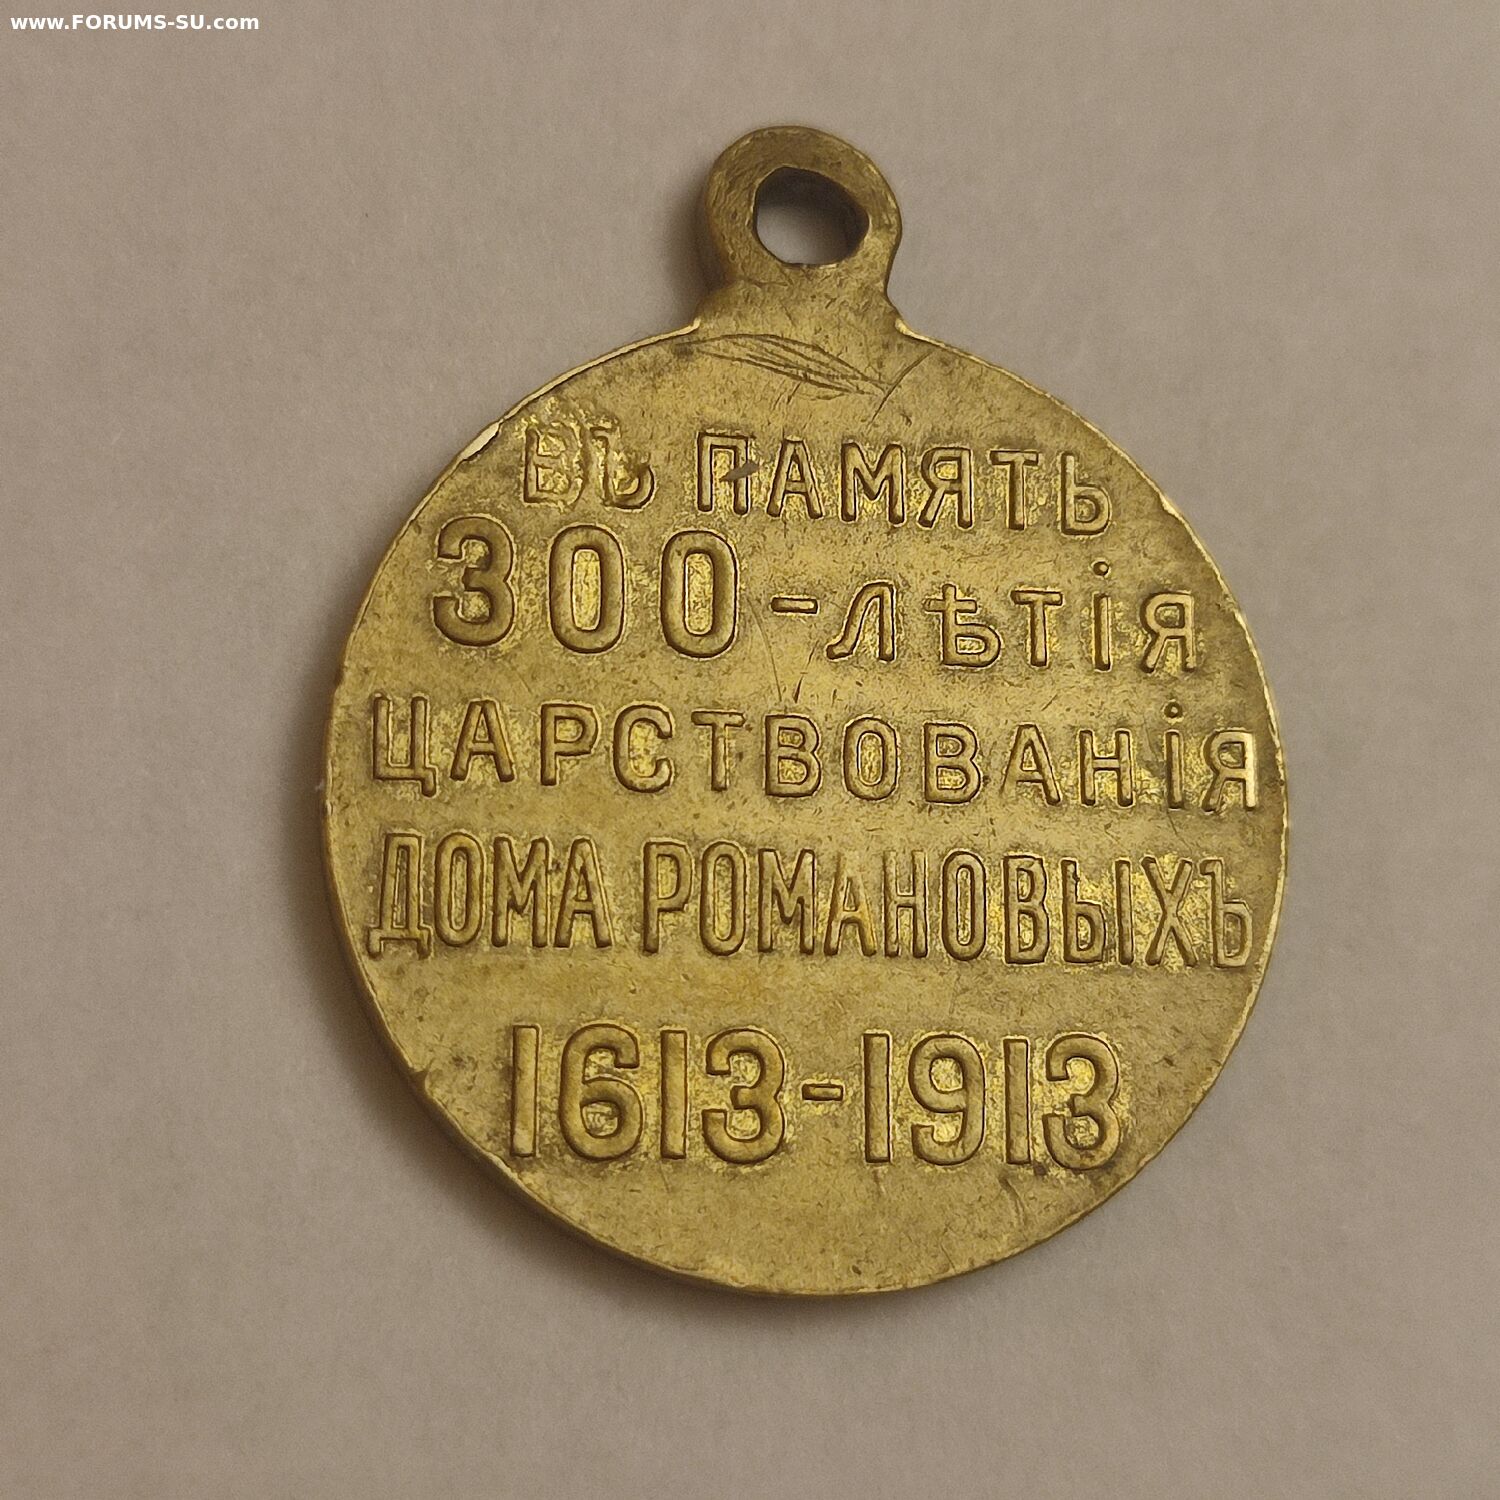 www.FORUMS-SU.com
ВЪ ПАМЯТЬ
300-ЛѢТІЯ
ЦАРСТВОВАНІЯ
ДОМА РОМАНОВЫХЪ
1613-1913